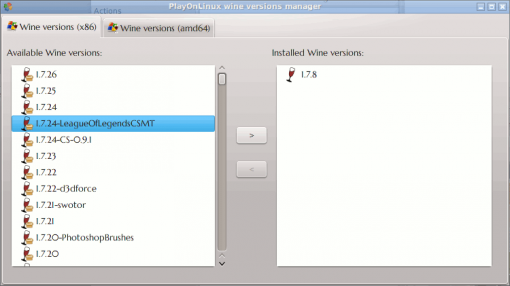 PlayOnLinux wine versions manager
Actions
Wine versions (x86)
Wine versions (amd64)
Available Wine versions:
1.7.26
1.7.25
1.7.24
1.7.24-LeagueOfLegendsCSMT
1.7.24-CS-0.9.1
1.7.23
1.7.22
1.7.22-d3dforce
1.7.21-swotor
1.7.21
1.7.20-PhotoshopBrushes
1.7.20
>
<
Installed Wine versions:
1.7.8